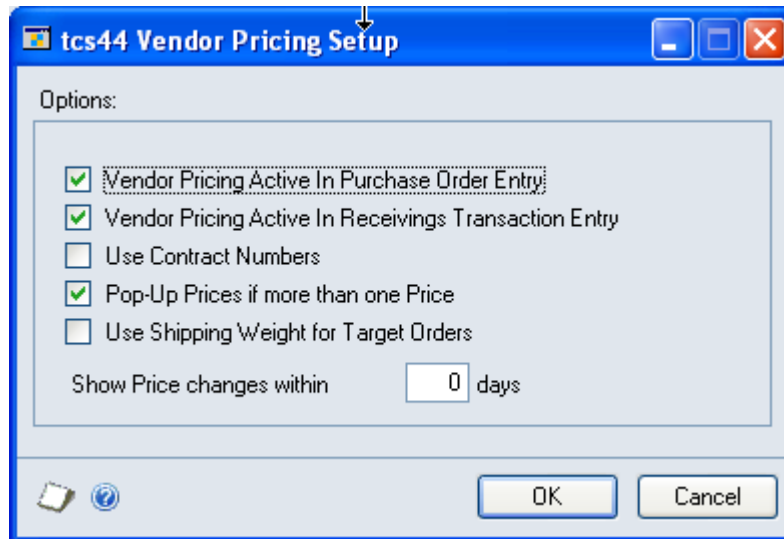 tcs44 Vendor Pricing Setup
Options:
Vendor Pricing Active In Purchase Order Entry
Vendor Pricing Active In Receivings Transaction Entry
Use Contract Numbers
Pop-Up Prices if more than one Price
Use Shipping Weight for Target Orders
Show Price changes within 0 days
OK Cancel